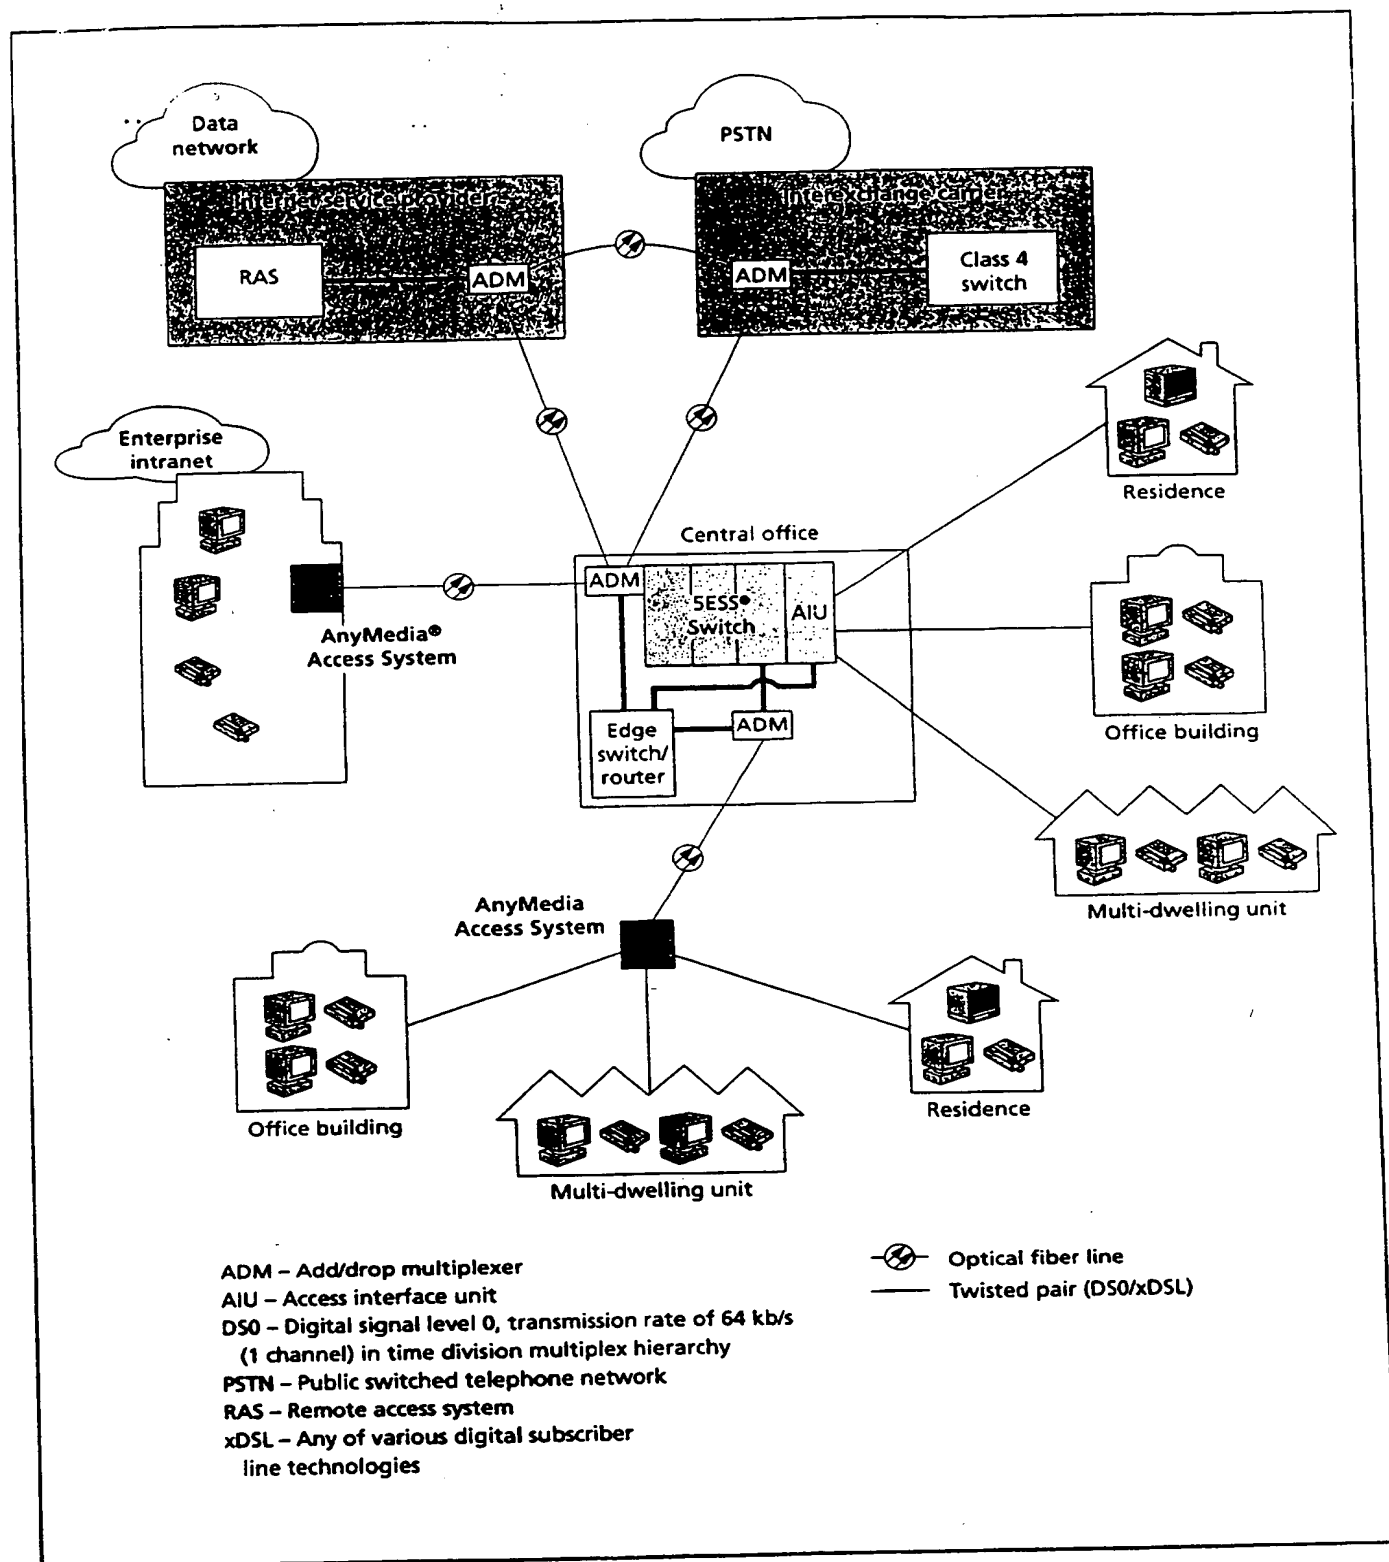 Data
network
PSTN
Internet service provider
Interexchange carrier
RAS
ADM
ADM
Class 4
switch
Enterprise
intranet
Residence
Central office
ADM
5ESS®
Switch
AIU
AnyMedia®
Access System
Edge
switch/
router
ADM
Office building
Multi-dwelling unit
AnyMedia
Access System
Office building
Residence
Multi-dwelling unit
ADM – Add/drop multiplexer
AIU – Access interface unit
DS0 – Digital signal level 0, transmission rate of 64 kb/s
(1 channel) in time division multiplex hierarchy
PSTN – Public switched telephone network
RAS – Remote access system
xDSL – Any of various digital subscriber
line technologies
Optical fiber line
Twisted pair (DS0/xDSL)